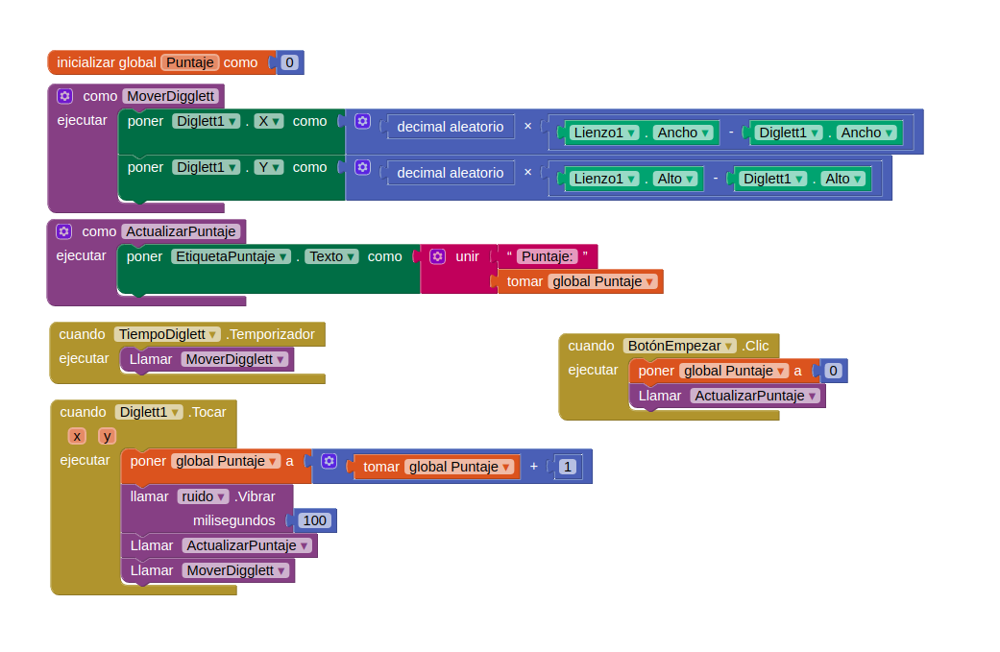 inicializar global Puntaje como 0
como MoverDigglett
ejecutar poner Diglett1 . X como decimal aleatorio × Lienzo1 . Ancho - Diglett1 . Ancho
poner Diglett1 . Y como decimal aleatorio × Lienzo1 . Alto - Diglett1 . Alto
como ActualizarPuntaje
ejecutar poner EtiquetaPuntaje . Texto como unir “ Puntaje: ”
tomar global Puntaje
cuando TiempoDiglett .Temporizador
ejecutar Llamar MoverDigglett
cuando BotónEmpezar .Clic
ejecutar poner global Puntaje a 0
Llamar ActualizarPuntaje
cuando Diglett1 .Tocar
x y
ejecutar poner global Puntaje a tomar global Puntaje + 1
llamar ruido .Vibrar
milisegundos 100
Llamar ActualizarPuntaje
Llamar MoverDigglett